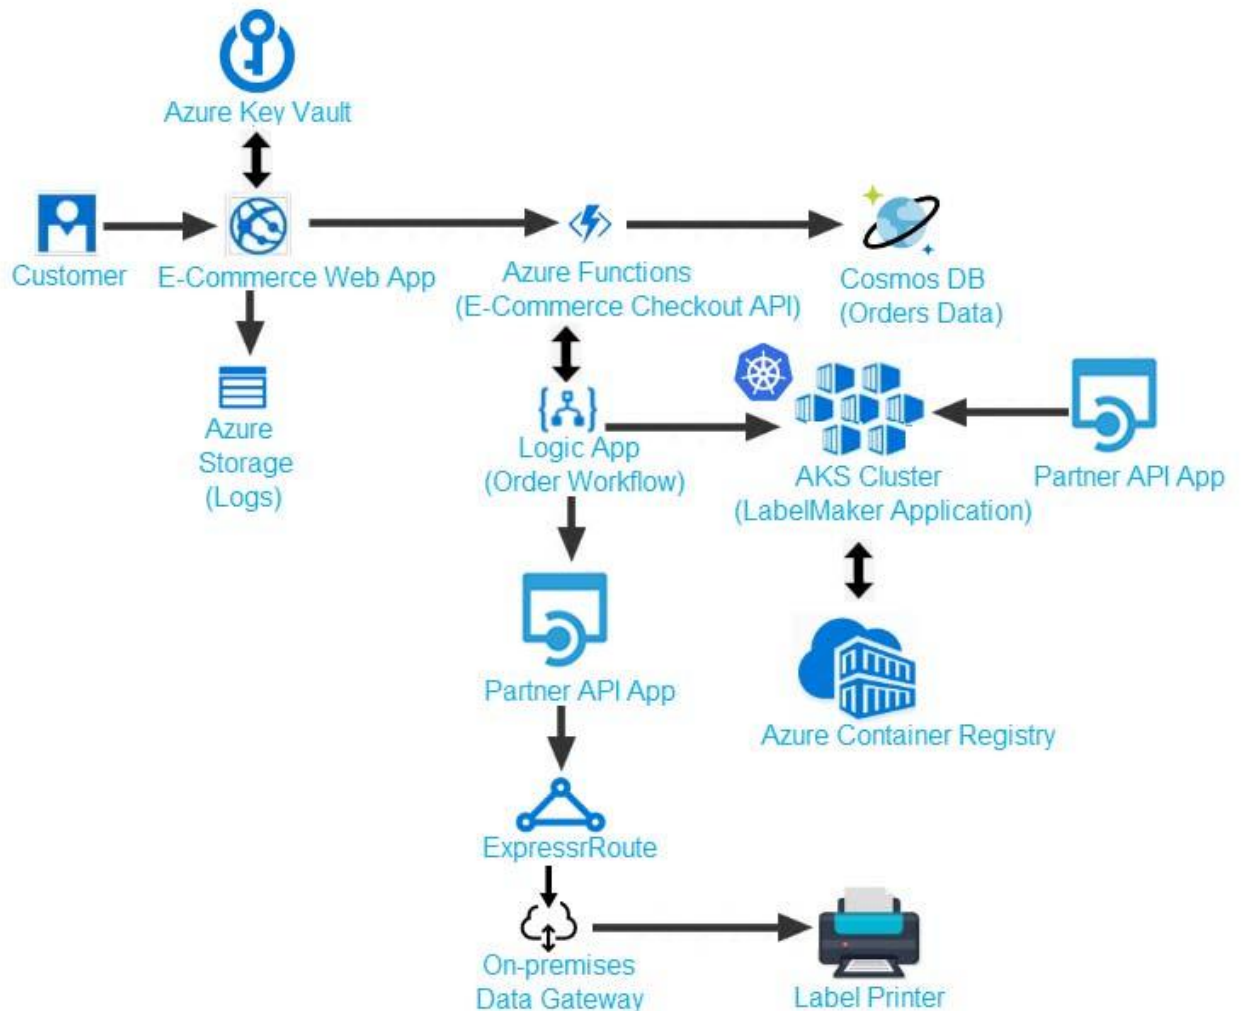 Azure Key Vault
Customer
E-Commerce Web App
Azure Functions
(E-Commerce Checkout API)
Cosmos DB
(Orders Data)
Azure
Storage
(Logs)
Logic App
(Order Workflow)
AKS Cluster
(LabelMaker Application)
Partner API App
Partner API App
Azure Container Registry
ExpressrRoute
On-premises
Data Gateway
Label Printer